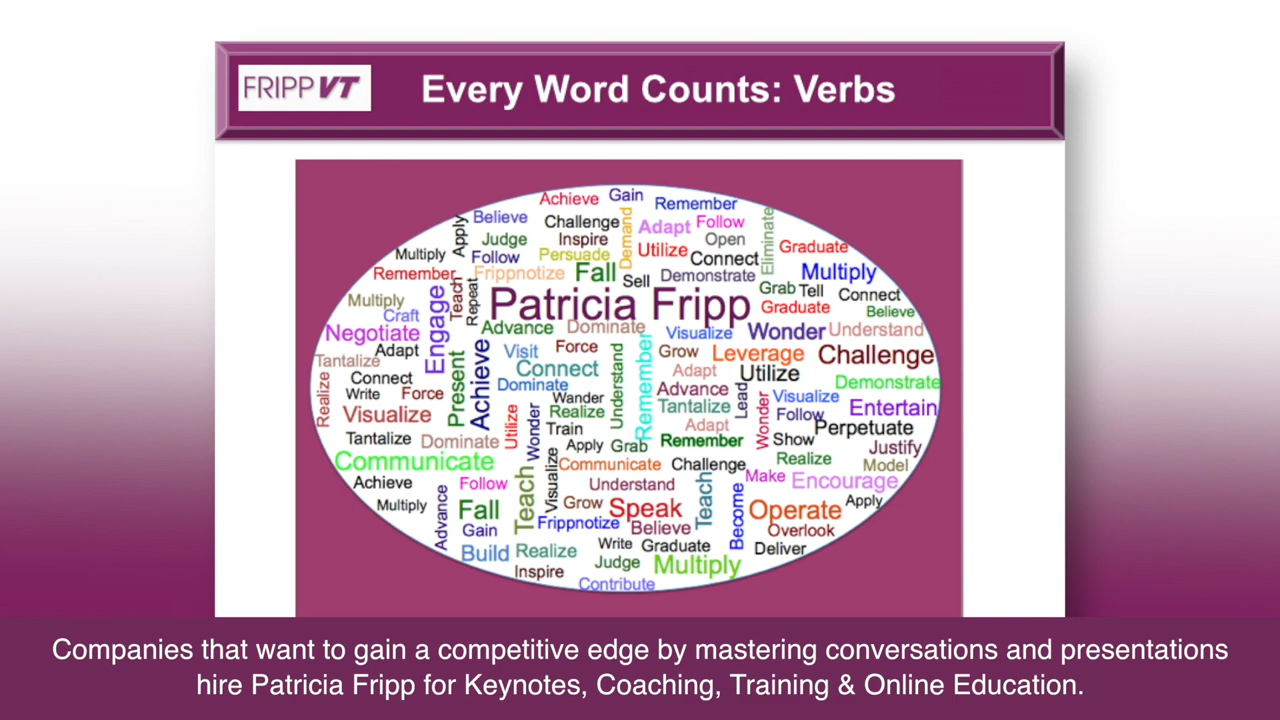 FRIPP VT
Every Word Counts: Verbs
Achieve Gain Remember
Believe Challenge Demand Adapt Follow Eliminate
Apply Judge Inspire Utilize Open Graduate
Multiply Follow Persuade Connect
Remember Frippnotize Fall Sell Demonstrate Multiply
Teach Repeat Grab Tell Connect
Multiply Engage Patricia Fripp Graduate Believe
Craft
Negotiate Advance Dominate Visualize Wonder Understand
Adapt Achieve Visit Force Understand Remember Grow Leverage Challenge
Tantalize Present Connect Adapt Utilize
Realize Connect Dominate Advance Lead Demonstrate
Write Force Wander Tantalize Wonder Visualize
Visualize Utilize Wonder Realize Follow Entertain
Train Adapt Perpetuate
Tantalize Dominate Apply Grab Remember Show Justify
Communicate Visualize Communicate Challenge Realize Model
Achieve Follow Teach Understand Teach Make Encourage
Multiply Advance Fall Grow Speak Become Operate Apply
Gain Frippnotize Believe Overlook
Build Realize Write Graduate Deliver
Inspire Judge Multiply
Contribute
Companies that want to gain a competitive edge by mastering conversations and presentations
hire Patricia Fripp for Keynotes, Coaching, Training & Online Education.